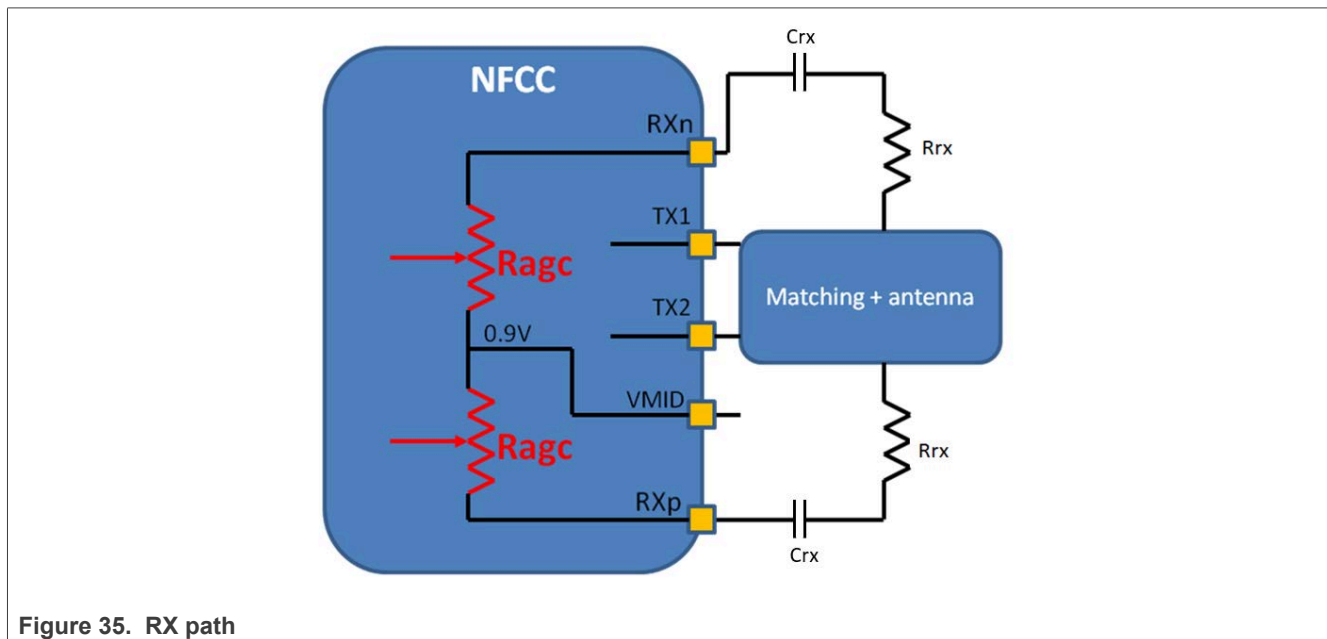 Crx
NFCC
RXn
Rrx
TX1
Ragc
Matching + antenna
TX2
0.9V
VMID
Ragc
Rrx
RXp
Crx
Figure 35. RX path